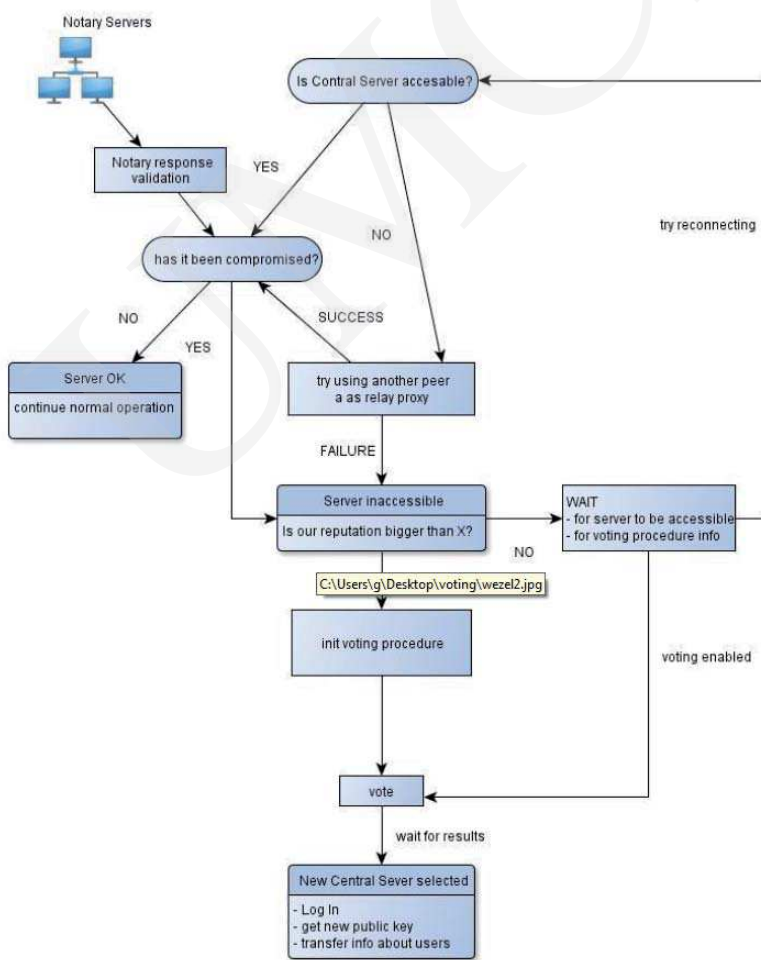 Notary Servers
Is Contral Server accesable?
Notary response
validation
YES
try reconnecting
NO
has it been compromised?
SUCCESS
NO
YES
Server OK
continue normal operation
try using another peer
a as relay proxy
FAILURE
Server inaccessible
Is our reputation bigger than X?
NO
WAIT
- for server to be accessible
- for voting procedure info
C:\Users\g\Desktop\voting\wezel2.jpg
init voting procedure
voting enabled
vote
wait for results
New Central Sever selected
- Log In
- get new public key
- transfer info about users